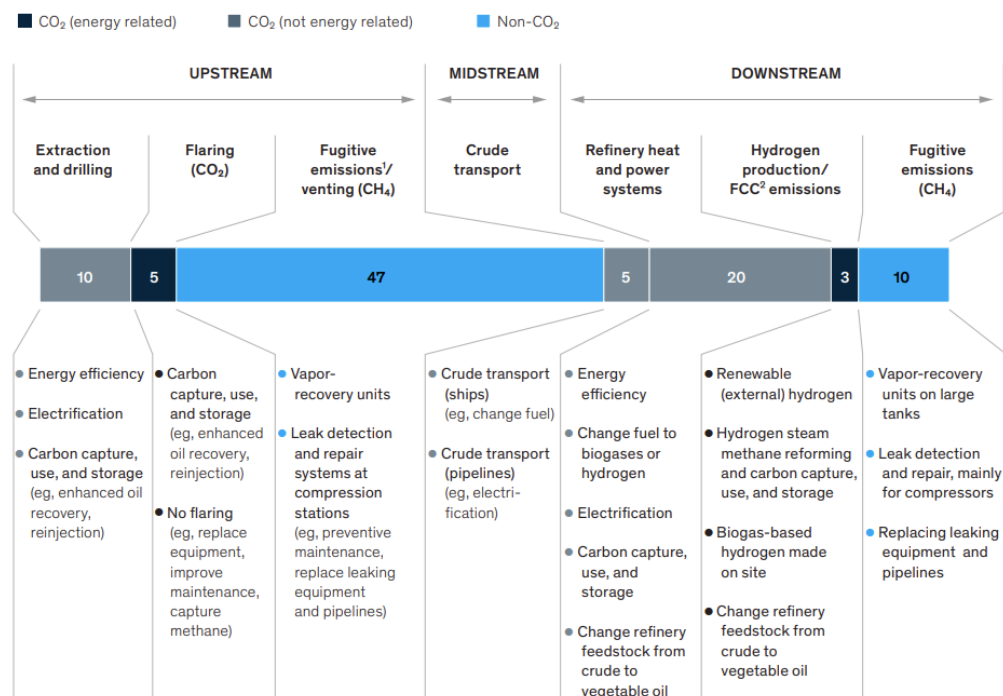 CO₂ (energy related)
CO₂ (not energy related)
Non-CO₂
UPSTREAM
MIDSTREAM
DOWNSTREAM
Extraction
and drilling
Flaring
(CO₂)
Fugitive
emissions¹/
venting (CH₄)
Crude
transport
Refinery heat
and power
systems
Hydrogen
production/
FCC² emissions
Fugitive
emissions
(CH₄)
10
5
47
5
20
3
10
Energy efficiency
Electrification
Carbon capture,
use, and storage
(eg, enhanced oil
recovery,
reinjection)
Carbon
capture, use,
and storage
(eg, enhanced
oil recovery,
reinjection)
No flaring
(eg, replace
equipment,
improve
maintenance,
capture
methane)
Vapor-
recovery units
Leak detection
and repair
systems at
compression
stations
(eg, preventive
maintenance,
replace leaking
equipment
and pipelines)
Crude transport
(ships)
(eg, change fuel)
Crude transport
(pipelines)
(eg, electri-
fication)
Energy
efficiency
Change fuel to
biogases or
hydrogen
Electrification
Carbon capture,
use, and
storage
Change refinery
feedstock from
crude to
vegetable oil
Renewable
(external) hydrogen
Hydrogen steam
methane reforming
and carbon capture,
use, and storage
Biogas-based
hydrogen made
on site
Change refinery
feedstock from
crude to
vegetable oil
Vapor-recovery
units on large
tanks
Leak detection
and repair, mainly
for compressors
Replacing leaking
equipment and
pipelines